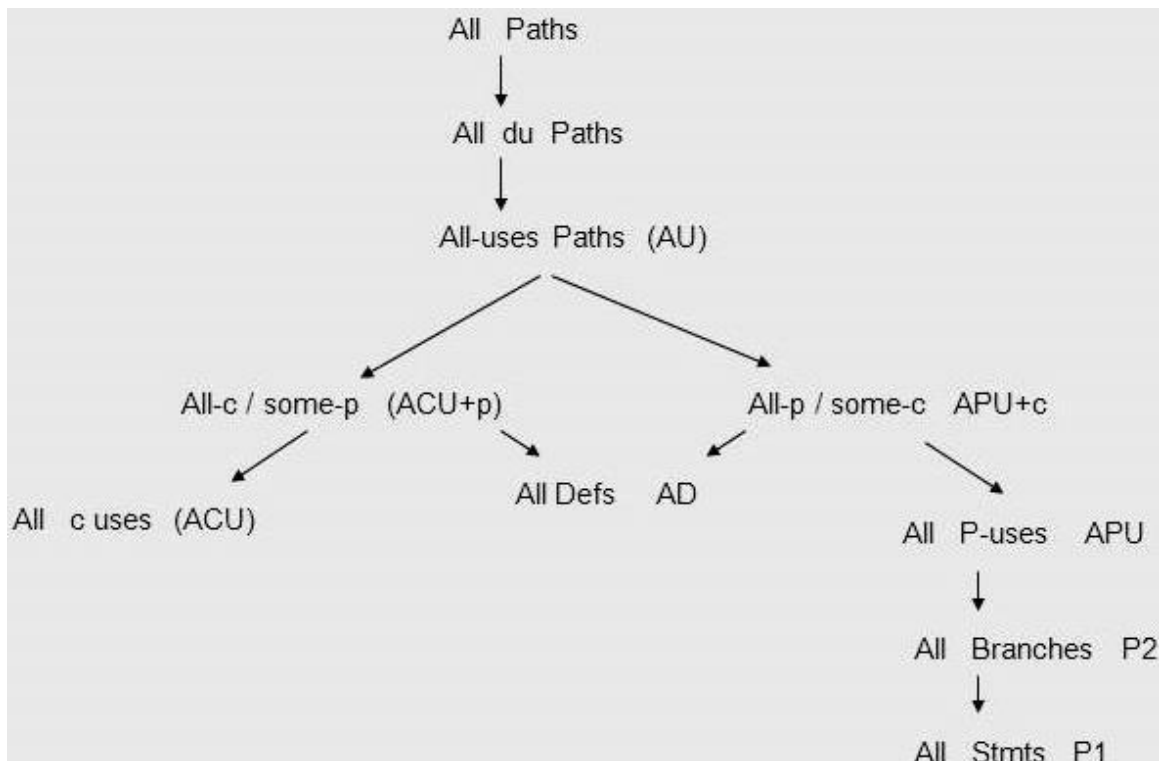 All Paths
All du Paths
All-uses Paths (AU)
All-c / some-p (ACU+p)
All-p / some-c APU+c
All Defs AD
All c uses (ACU)
All P-uses APU
All Branches P2
All Stmts P1